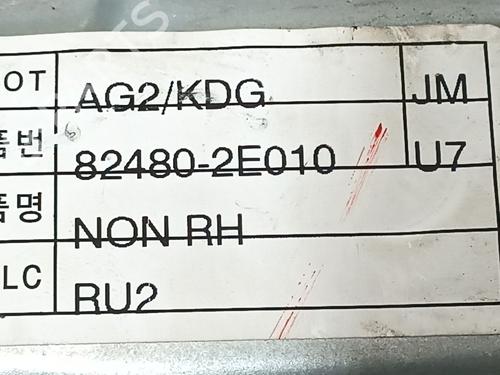 OT AG2/KDG JM
품번 82480-2E010 U7
품명 NON RH
LC RU2